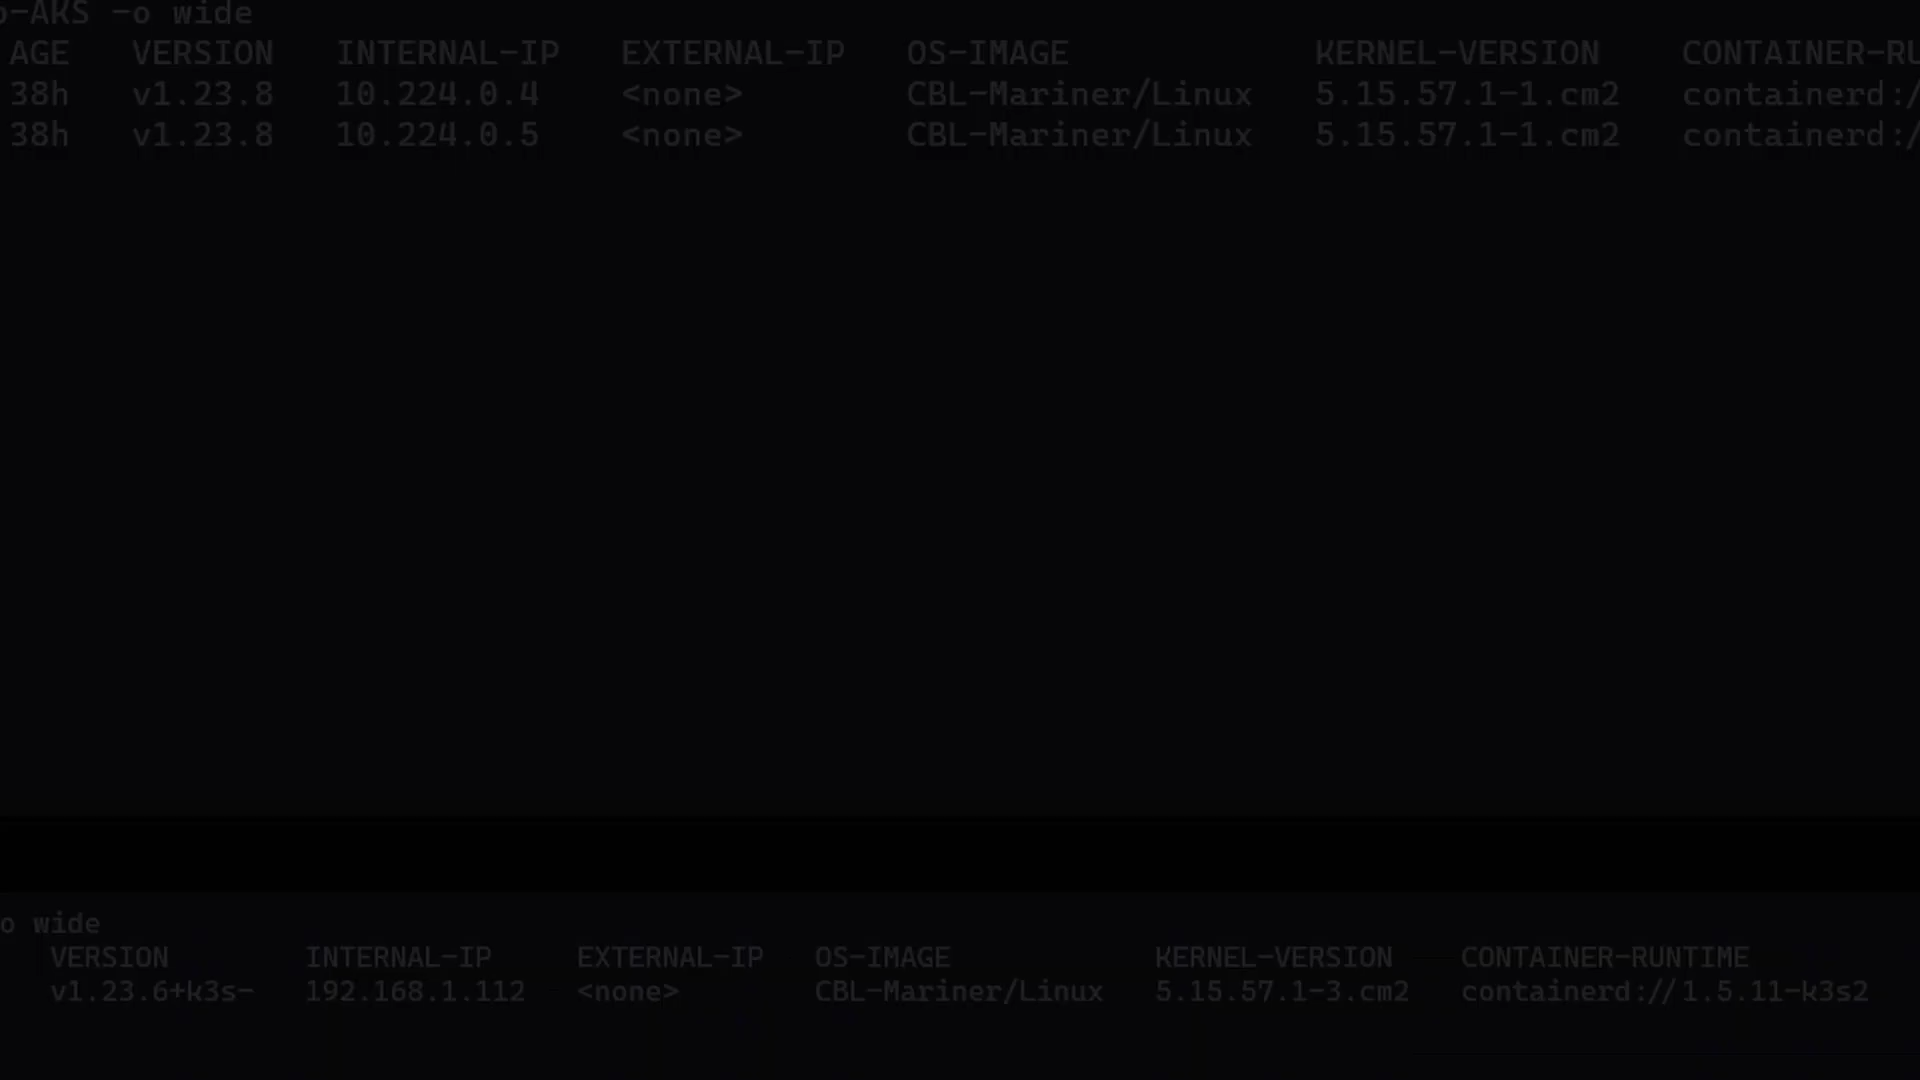 -AKS -o wide
AGE VERSION INTERNAL-IP EXTERNAL-IP OS-IMAGE KERNEL-VERSION CONTAINER-RU
38h v1.23.8 10.224.0.4 <none> CBL-Mariner/Linux 5.15.57.1-1.cm2 containerd:/
38h v1.23.8 10.224.0.5 <none> CBL-Mariner/Linux 5.15.57.1-1.cm2 containerd:/
o wide
VERSION INTERNAL-IP EXTERNAL-IP OS-IMAGE KERNEL-VERSION CONTAINER-RUNTIME
v1.23.6+k3s- 192.168.1.112 <none> CBL-Mariner/Linux 5.15.57.1-3.cm2 containerd://1.5.11-k3s2